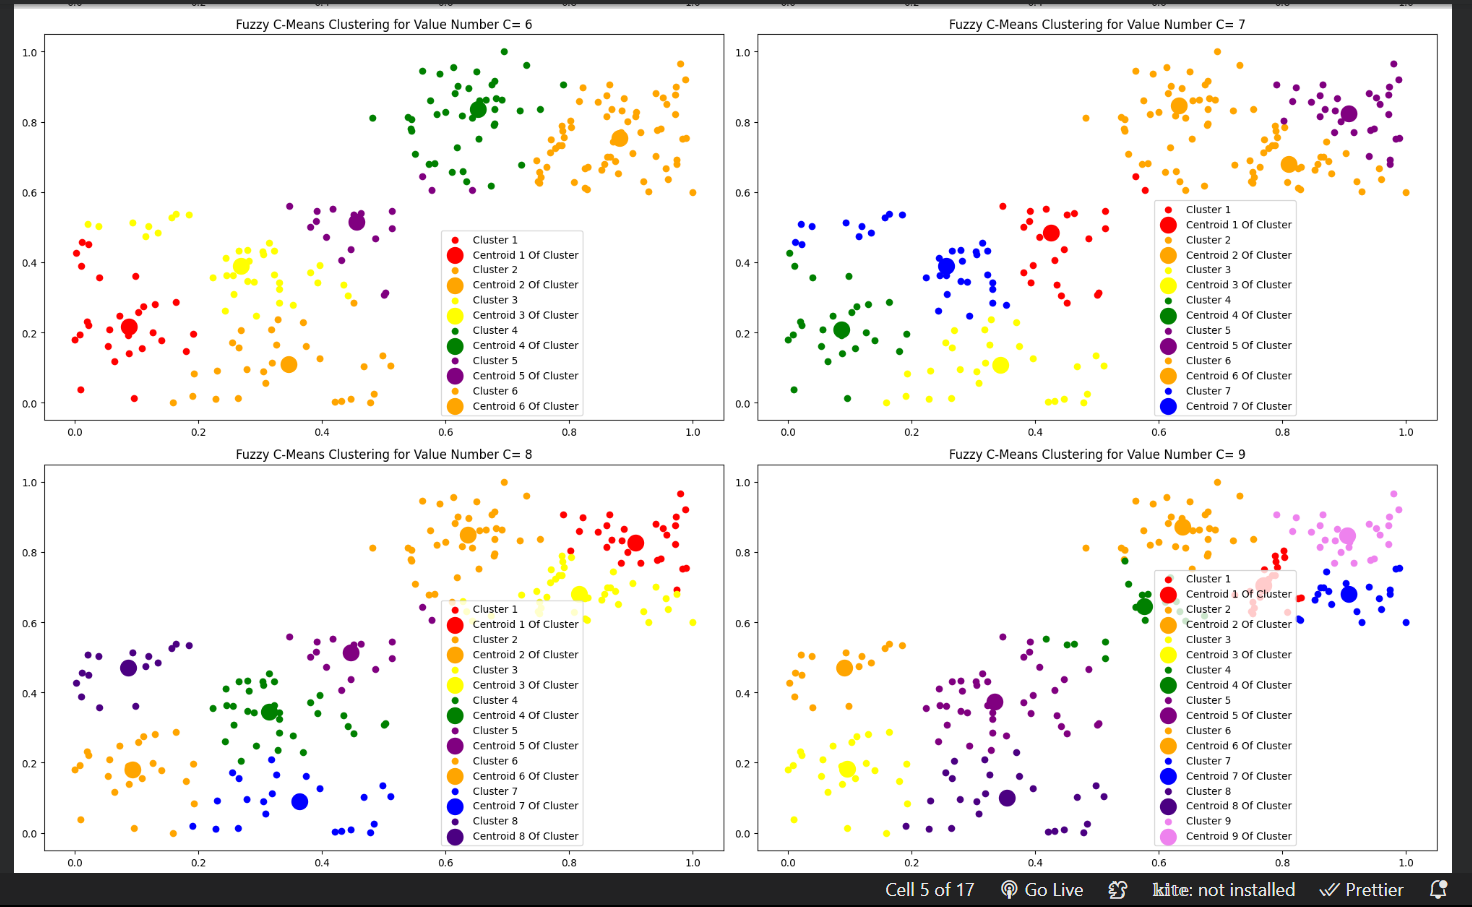 Fuzzy C-Means Clustering for Value Number C= 6
1.0
0.8
0.6
0.4
0.2
0.0
0.0 0.2 0.4 0.6 0.8 1.0
Cluster 1
Centroid 1 Of Cluster
Cluster 2
Centroid 2 Of Cluster
Cluster 3
Centroid 3 Of Cluster
Cluster 4
Centroid 4 Of Cluster
Cluster 5
Centroid 5 Of Cluster
Cluster 6
Centroid 6 Of Cluster
Fuzzy C-Means Clustering for Value Number C= 7
1.0
0.8
0.6
0.4
0.2
0.0
0.0 0.2 0.4 0.6 0.8 1.0
Cluster 1
Centroid 1 Of Cluster
Cluster 2
Centroid 2 Of Cluster
Cluster 3
Centroid 3 Of Cluster
Cluster 4
Centroid 4 Of Cluster
Cluster 5
Centroid 5 Of Cluster
Cluster 6
Centroid 6 Of Cluster
Cluster 7
Centroid 7 Of Cluster
Fuzzy C-Means Clustering for Value Number C= 8
1.0
0.8
0.6
0.4
0.2
0.0
0.0 0.2 0.4 0.6 0.8 1.0
Cluster 1
Centroid 1 Of Cluster
Cluster 2
Centroid 2 Of Cluster
Cluster 3
Centroid 3 Of Cluster
Cluster 4
Centroid 4 Of Cluster
Cluster 5
Centroid 5 Of Cluster
Cluster 6
Centroid 6 Of Cluster
Cluster 7
Centroid 7 Of Cluster
Cluster 8
Centroid 8 Of Cluster
Fuzzy C-Means Clustering for Value Number C= 9
1.0
0.8
0.6
0.4
0.2
0.0
0.0 0.2 0.4 0.6 0.8 1.0
Cluster 1
Centroid 1 Of Cluster
Cluster 2
Centroid 2 Of Cluster
Cluster 3
Centroid 3 Of Cluster
Cluster 4
Centroid 4 Of Cluster
Cluster 5
Centroid 5 Of Cluster
Cluster 6
Centroid 6 Of Cluster
Cluster 7
Centroid 7 Of Cluster
Cluster 8
Centroid 8 Of Cluster
Cluster 9
Centroid 9 Of Cluster
Cell 5 of 17 Go Live kite: not installed Prettier